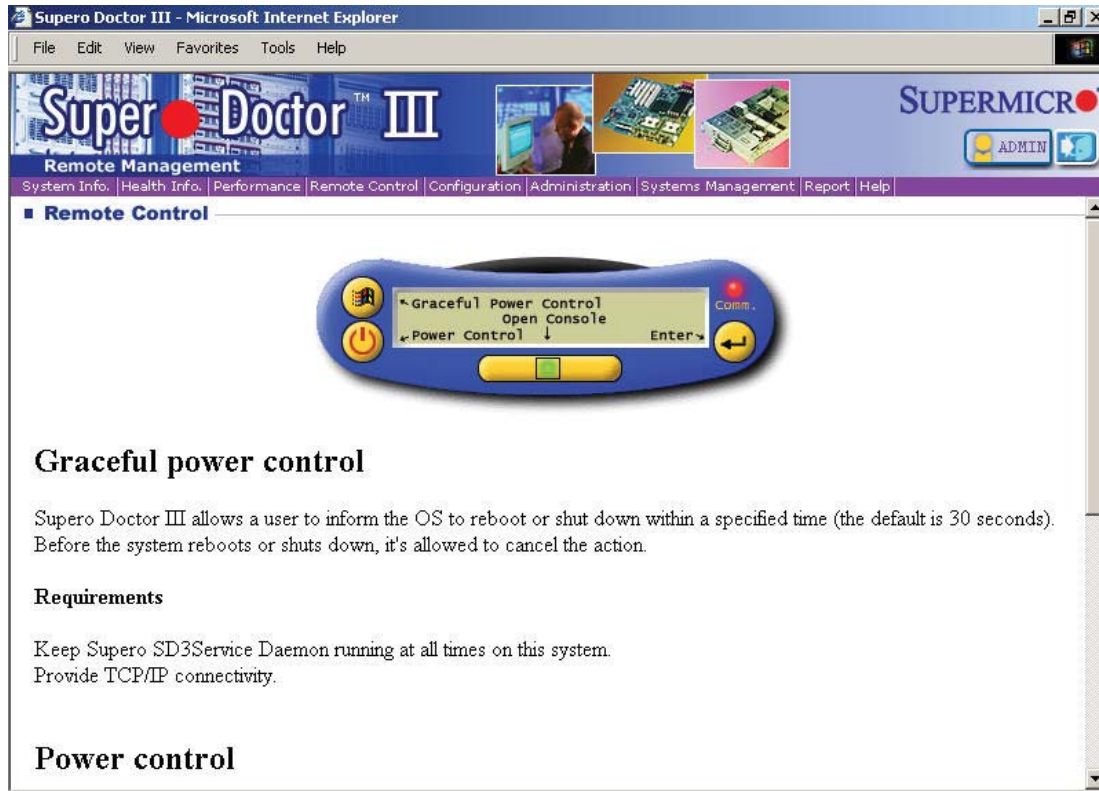 Supero Doctor III - Microsoft Internet Explorer
File Edit View Favorites Tools Help
Super Doctor™ III
SUPERMICR
Remote Management
ADMIN
System Info. Health Info. Performance Remote Control Configuration Administration Systems Management Report Help
Remote Control
Graceful Power Control
Open Console
Power Control
Enter
Comm.
Graceful power control
Supero Doctor III allows a user to inform the OS to reboot or shut down within a specified time (the default is 30 seconds).
Before the system reboots or shuts down, it's allowed to cancel the action.
Requirements
Keep Supero SD3Service Daemon running at all times on this system.
Provide TCP/IP connectivity.
Power control